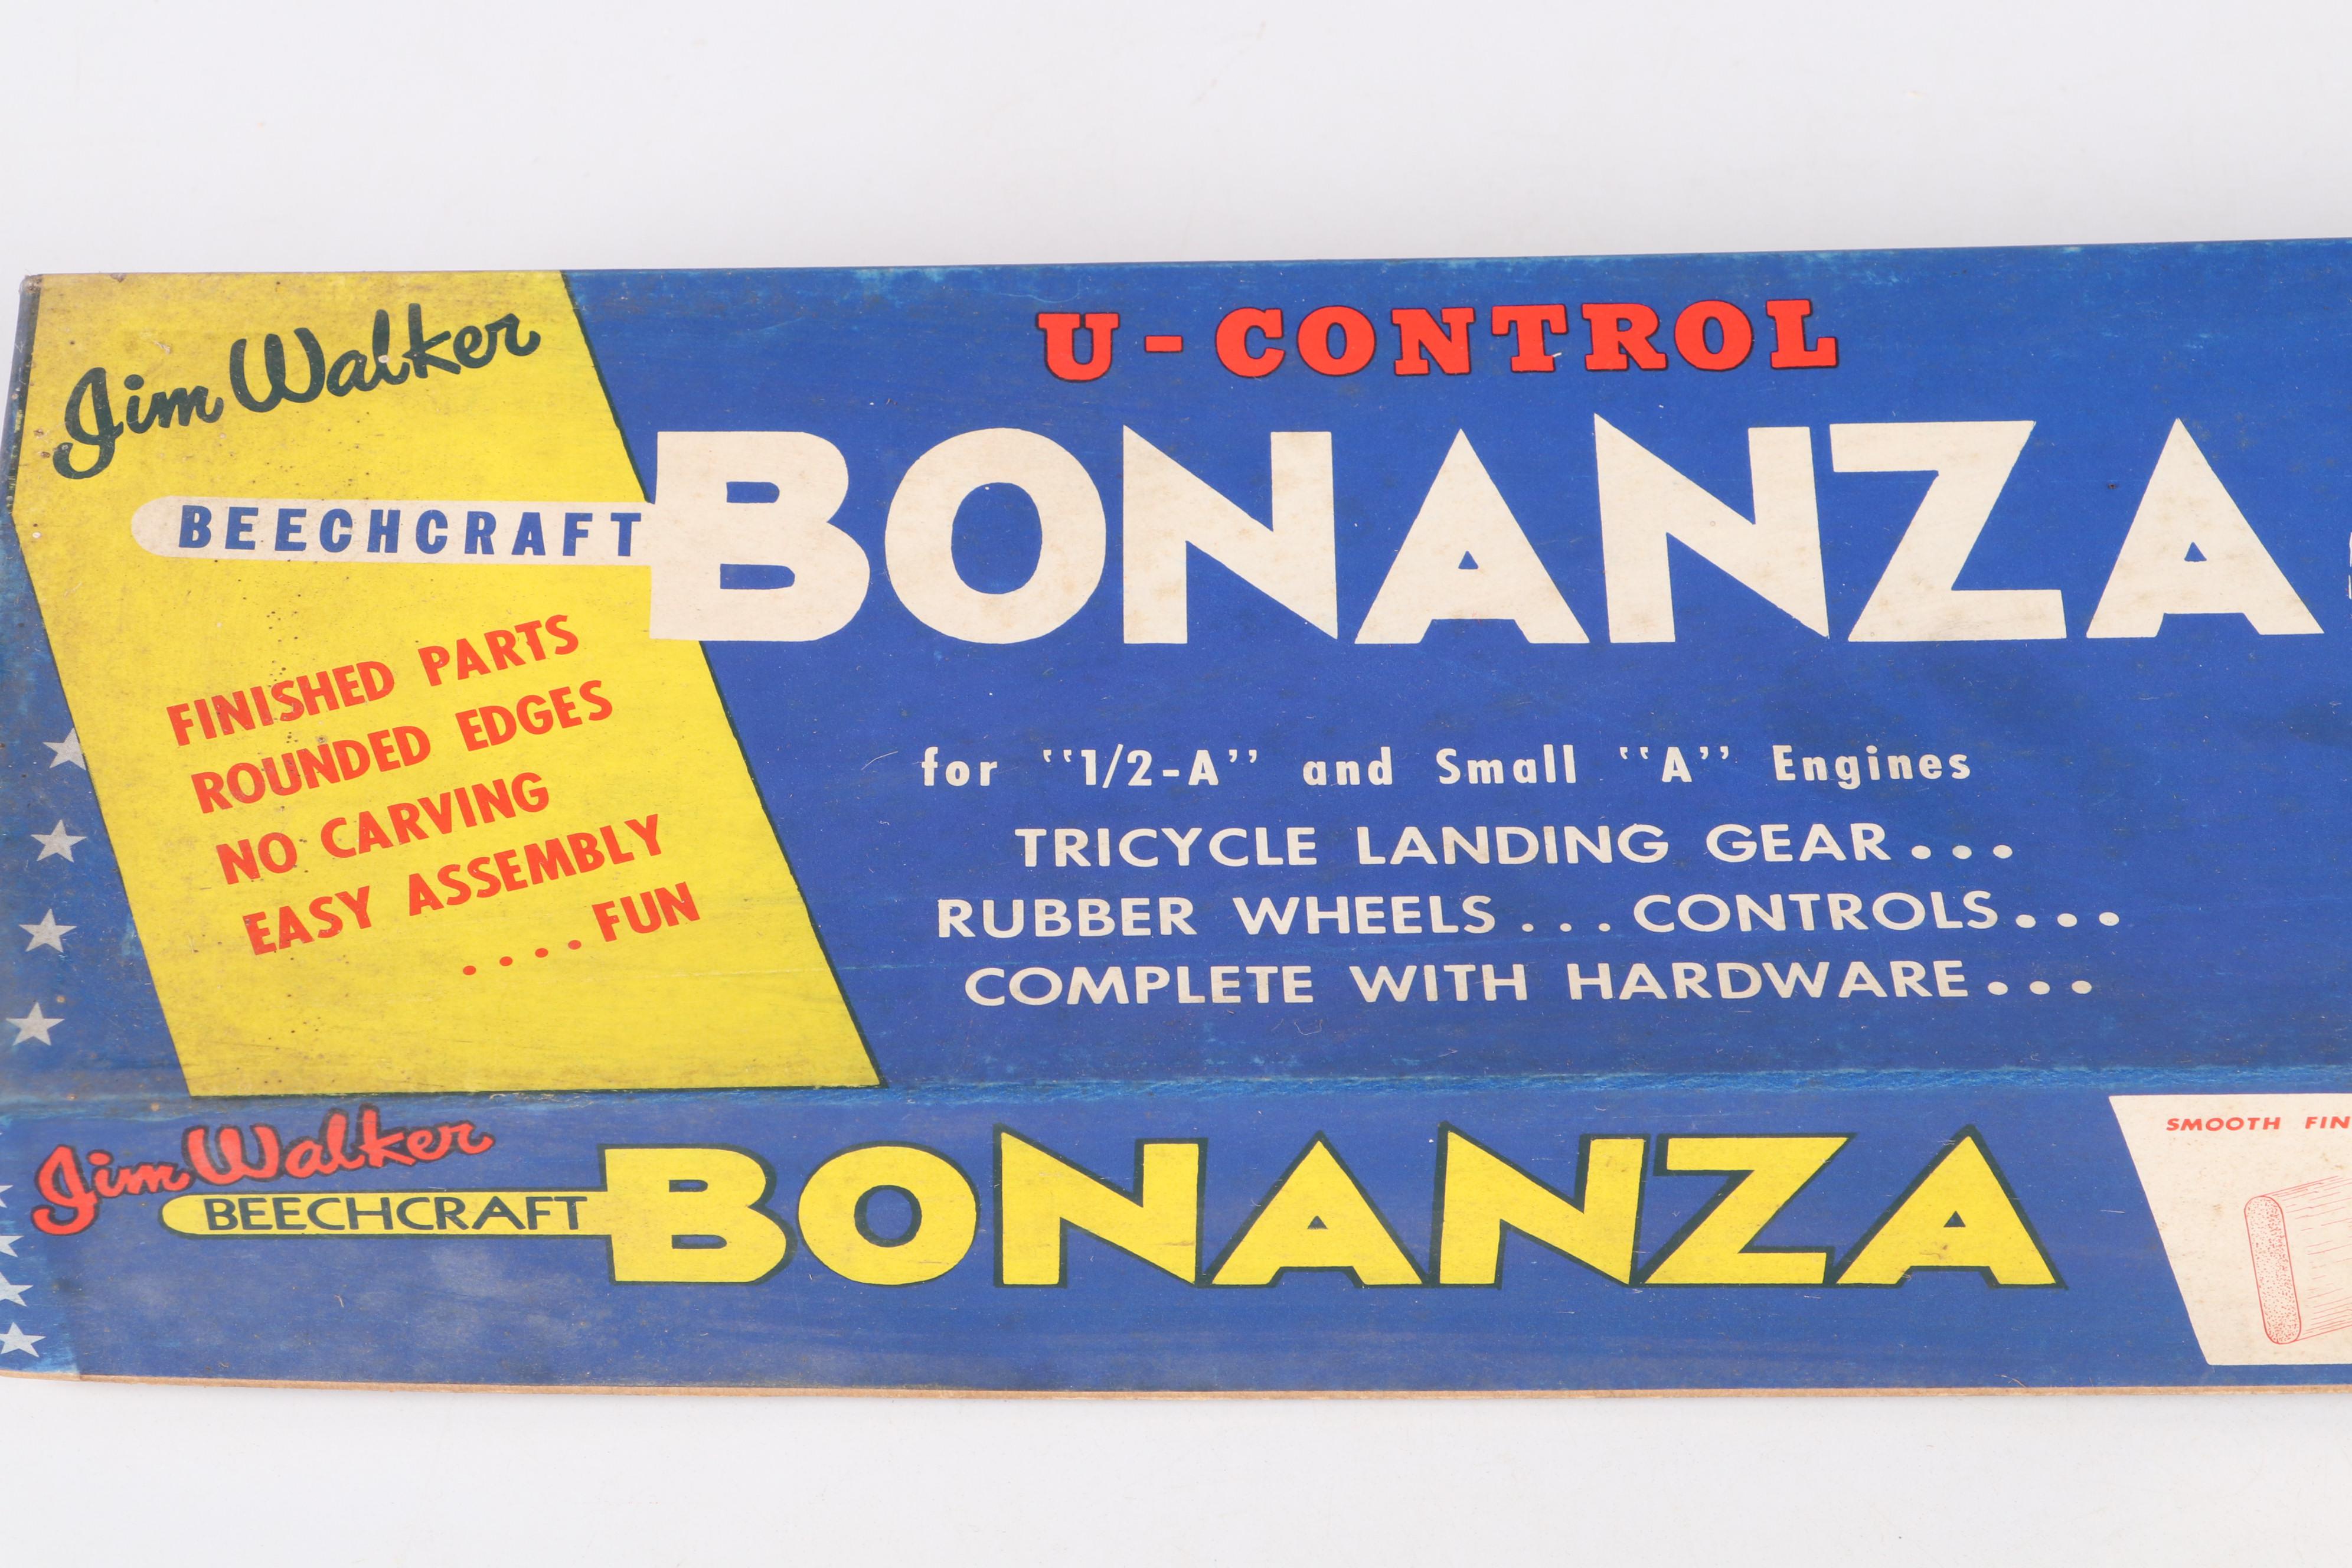 Jim Walker
BEECHCRAFT
FINISHED PARTS
ROUNDED EDGES
NO CARVING
EASY ASSEMBLY
....FUN
U-CONTROL
BONANZA
for "1/2-A" and Small "A" Engines
TRICYCLE LANDING GEAR...
RUBBER WHEELS...CONTROLS...
COMPLETE WITH HARDWARE...
Jim Walker
BEECHCRAFT BONANZA
SMOOTH